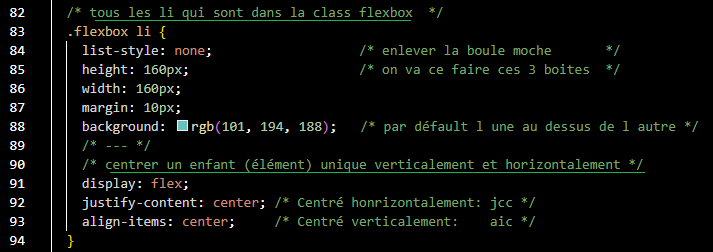 82 /* tous les li qui sont dans la class flexbox */
83 .flexbox li {
84 list-style: none; /* enlever la boule moche */
85 height: 160px; /* on va ce faire ces 3 boites */
86 width: 160px;
87 margin: 10px;
88 background: rgb(101, 194, 188); /* par défault l une au dessus de l autre */
89 /* --- */
90 /* centrer un enfant (élément) unique verticalement et horizontalement */
91 display: flex;
92 justify-content: center; /* Centré honrizontalement: jcc */
93 align-items: center; /* Centré verticalement: aic */
94 }